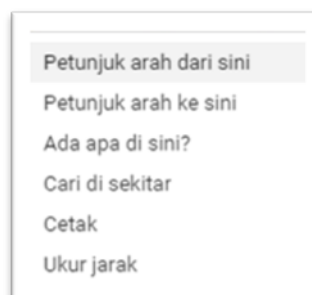 Petunjuk arah dari sini
Petunjuk arah ke sini
Ada apa di sini?
Cari di sekitar
Cetak
Ukur jarak